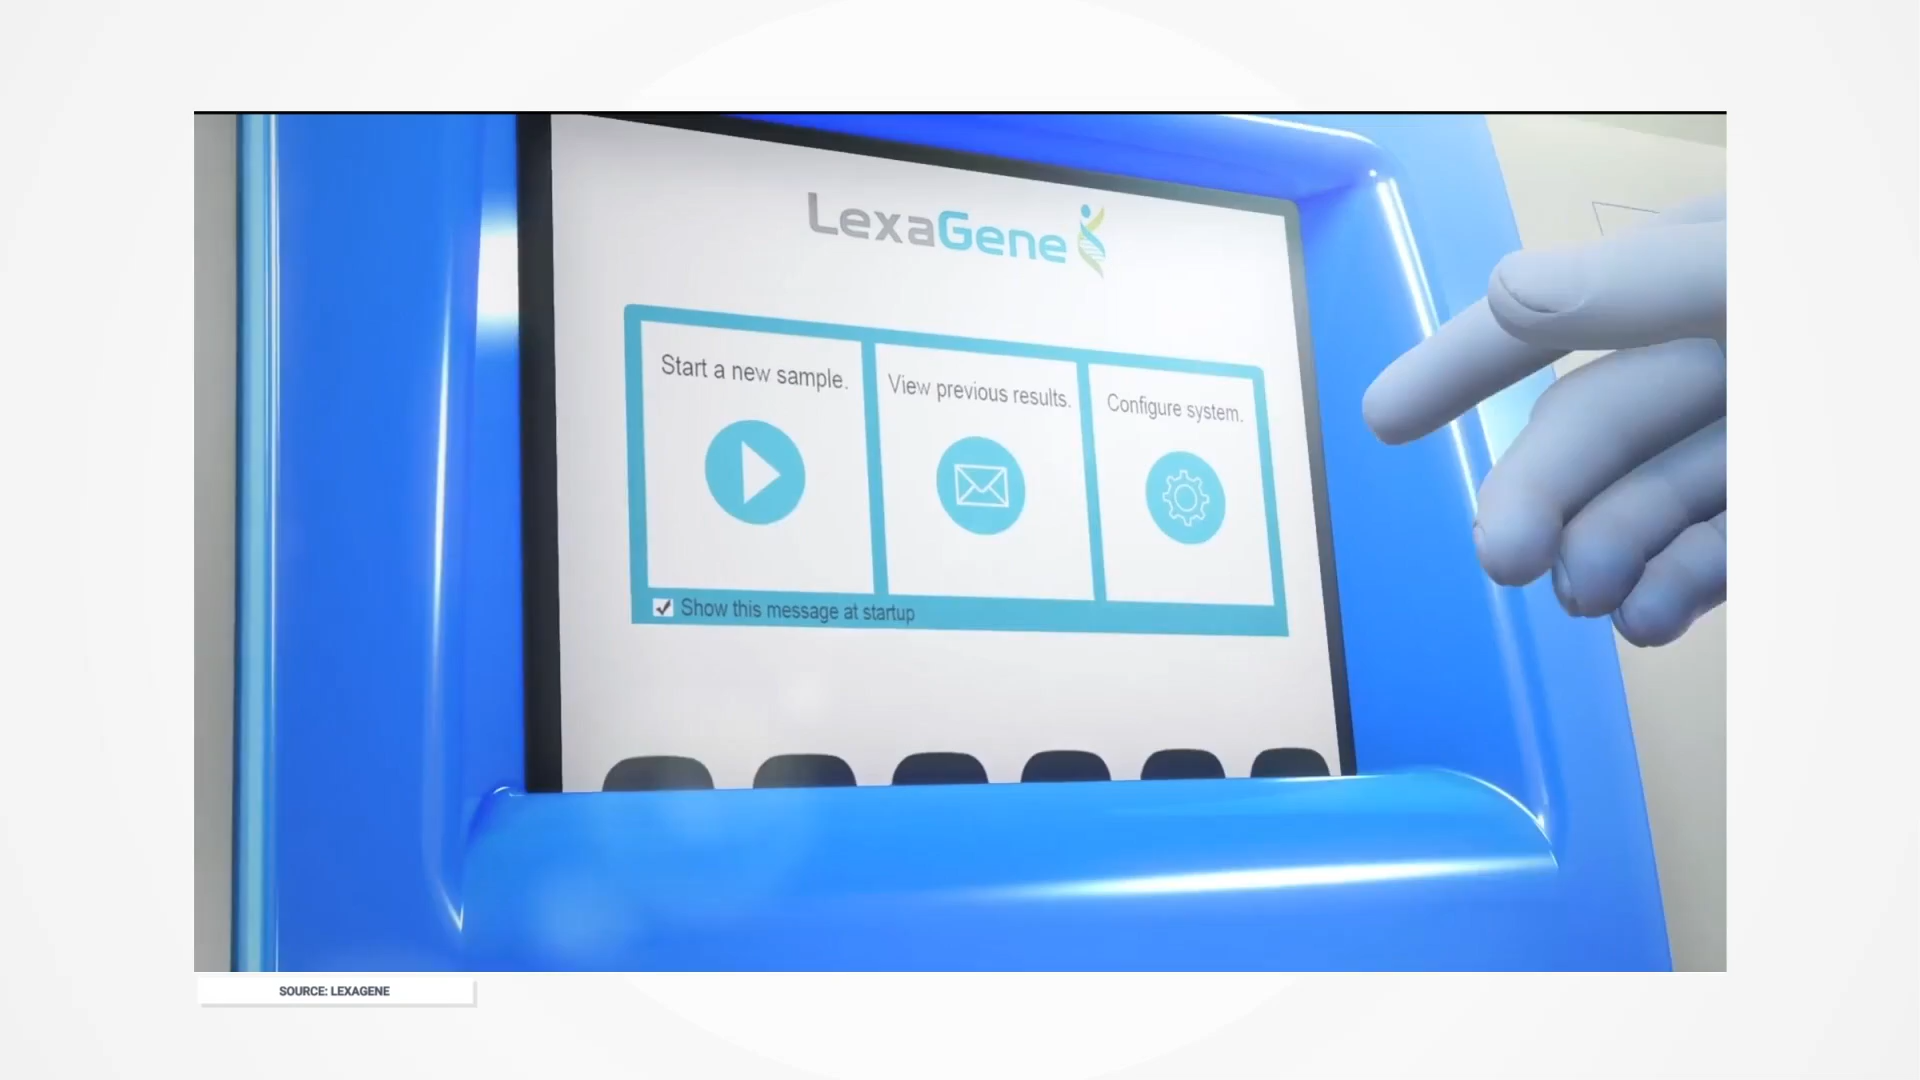 LexaGene
Start a new sample.
View previous results.
Configure system.
Show this message at startup
SOURCE: LEXAGENE